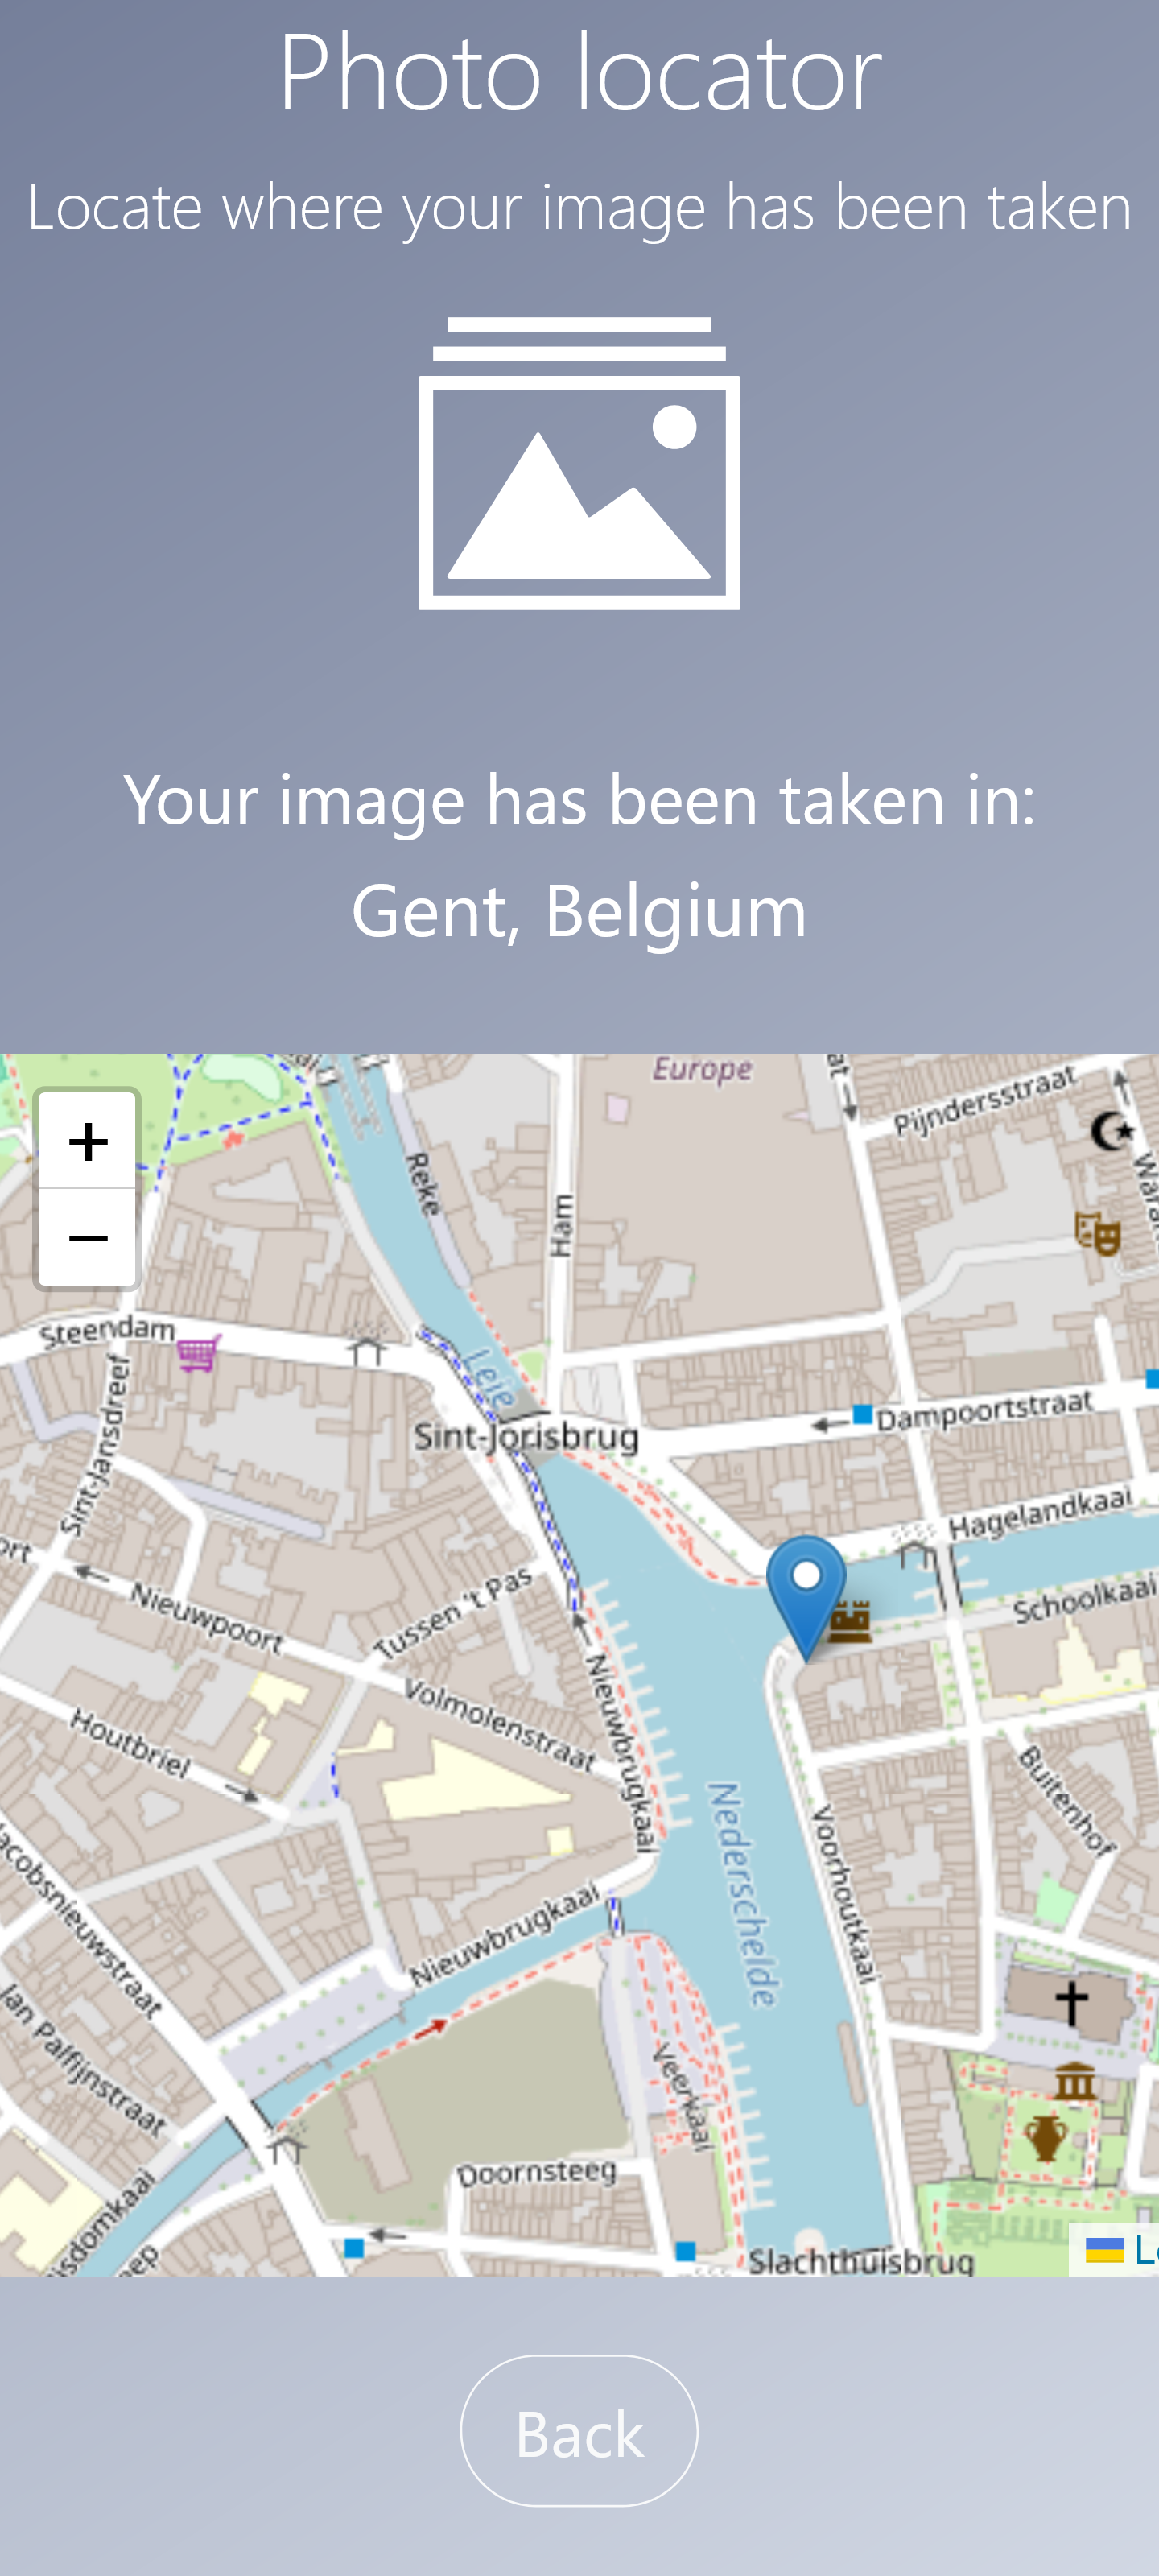 Photo locator
Locate where your image has been taken
Your image has been taken in:
Gent, Belgium
Europe
Pijndersstraat
Reke
Ham
+
−
Steendam
Leie
Sint-Jorisbrug
Dampoortstraat
Sint-Jansdreef
Hagelandkaai
Schoolkaai
Nieuwpoort
Tussen 't Pas
Nieuwbrugkaai
Volmolenstraat
Houtbriel
Buitenhof
Nederschelde
Voorhoutkaai
Nieuwbrugkaai
Jan Palfijnstraat
Veerkaai
Doornsteeg
Slachthuisbrug
Back